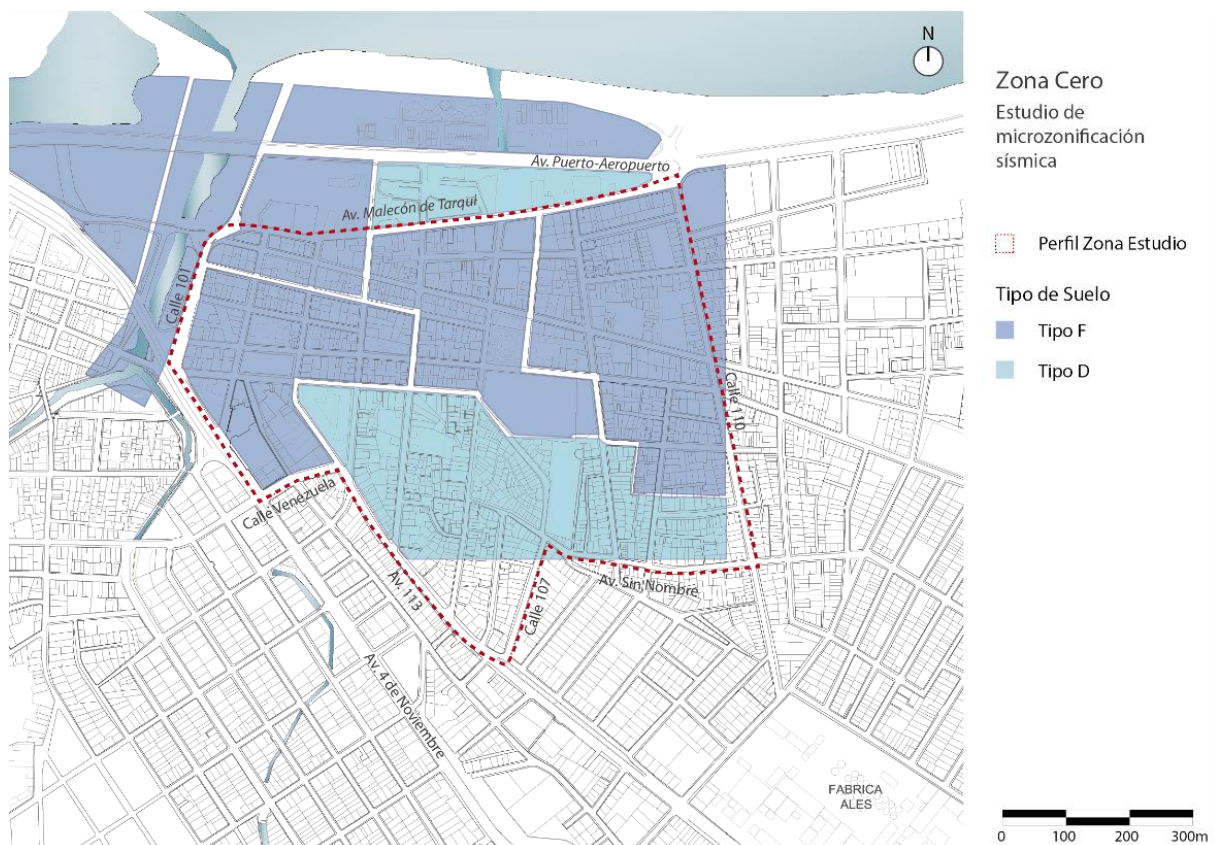 N
Zona Cero
Estudio de
microzonificación
sísmica
Av. Puerto-Aeropuerto
Av. Malecón de Tarqui
Perfil Zona Estudio
Calle 101
Tipo de Suelo
Tipo F
Tipo D
Calle 110
Calle Venezuela
Av. 113
Av. Sin Nombre
Calle 107
Av. 4 de Noviembre
FABRICA
ALES
0 100 200 300m